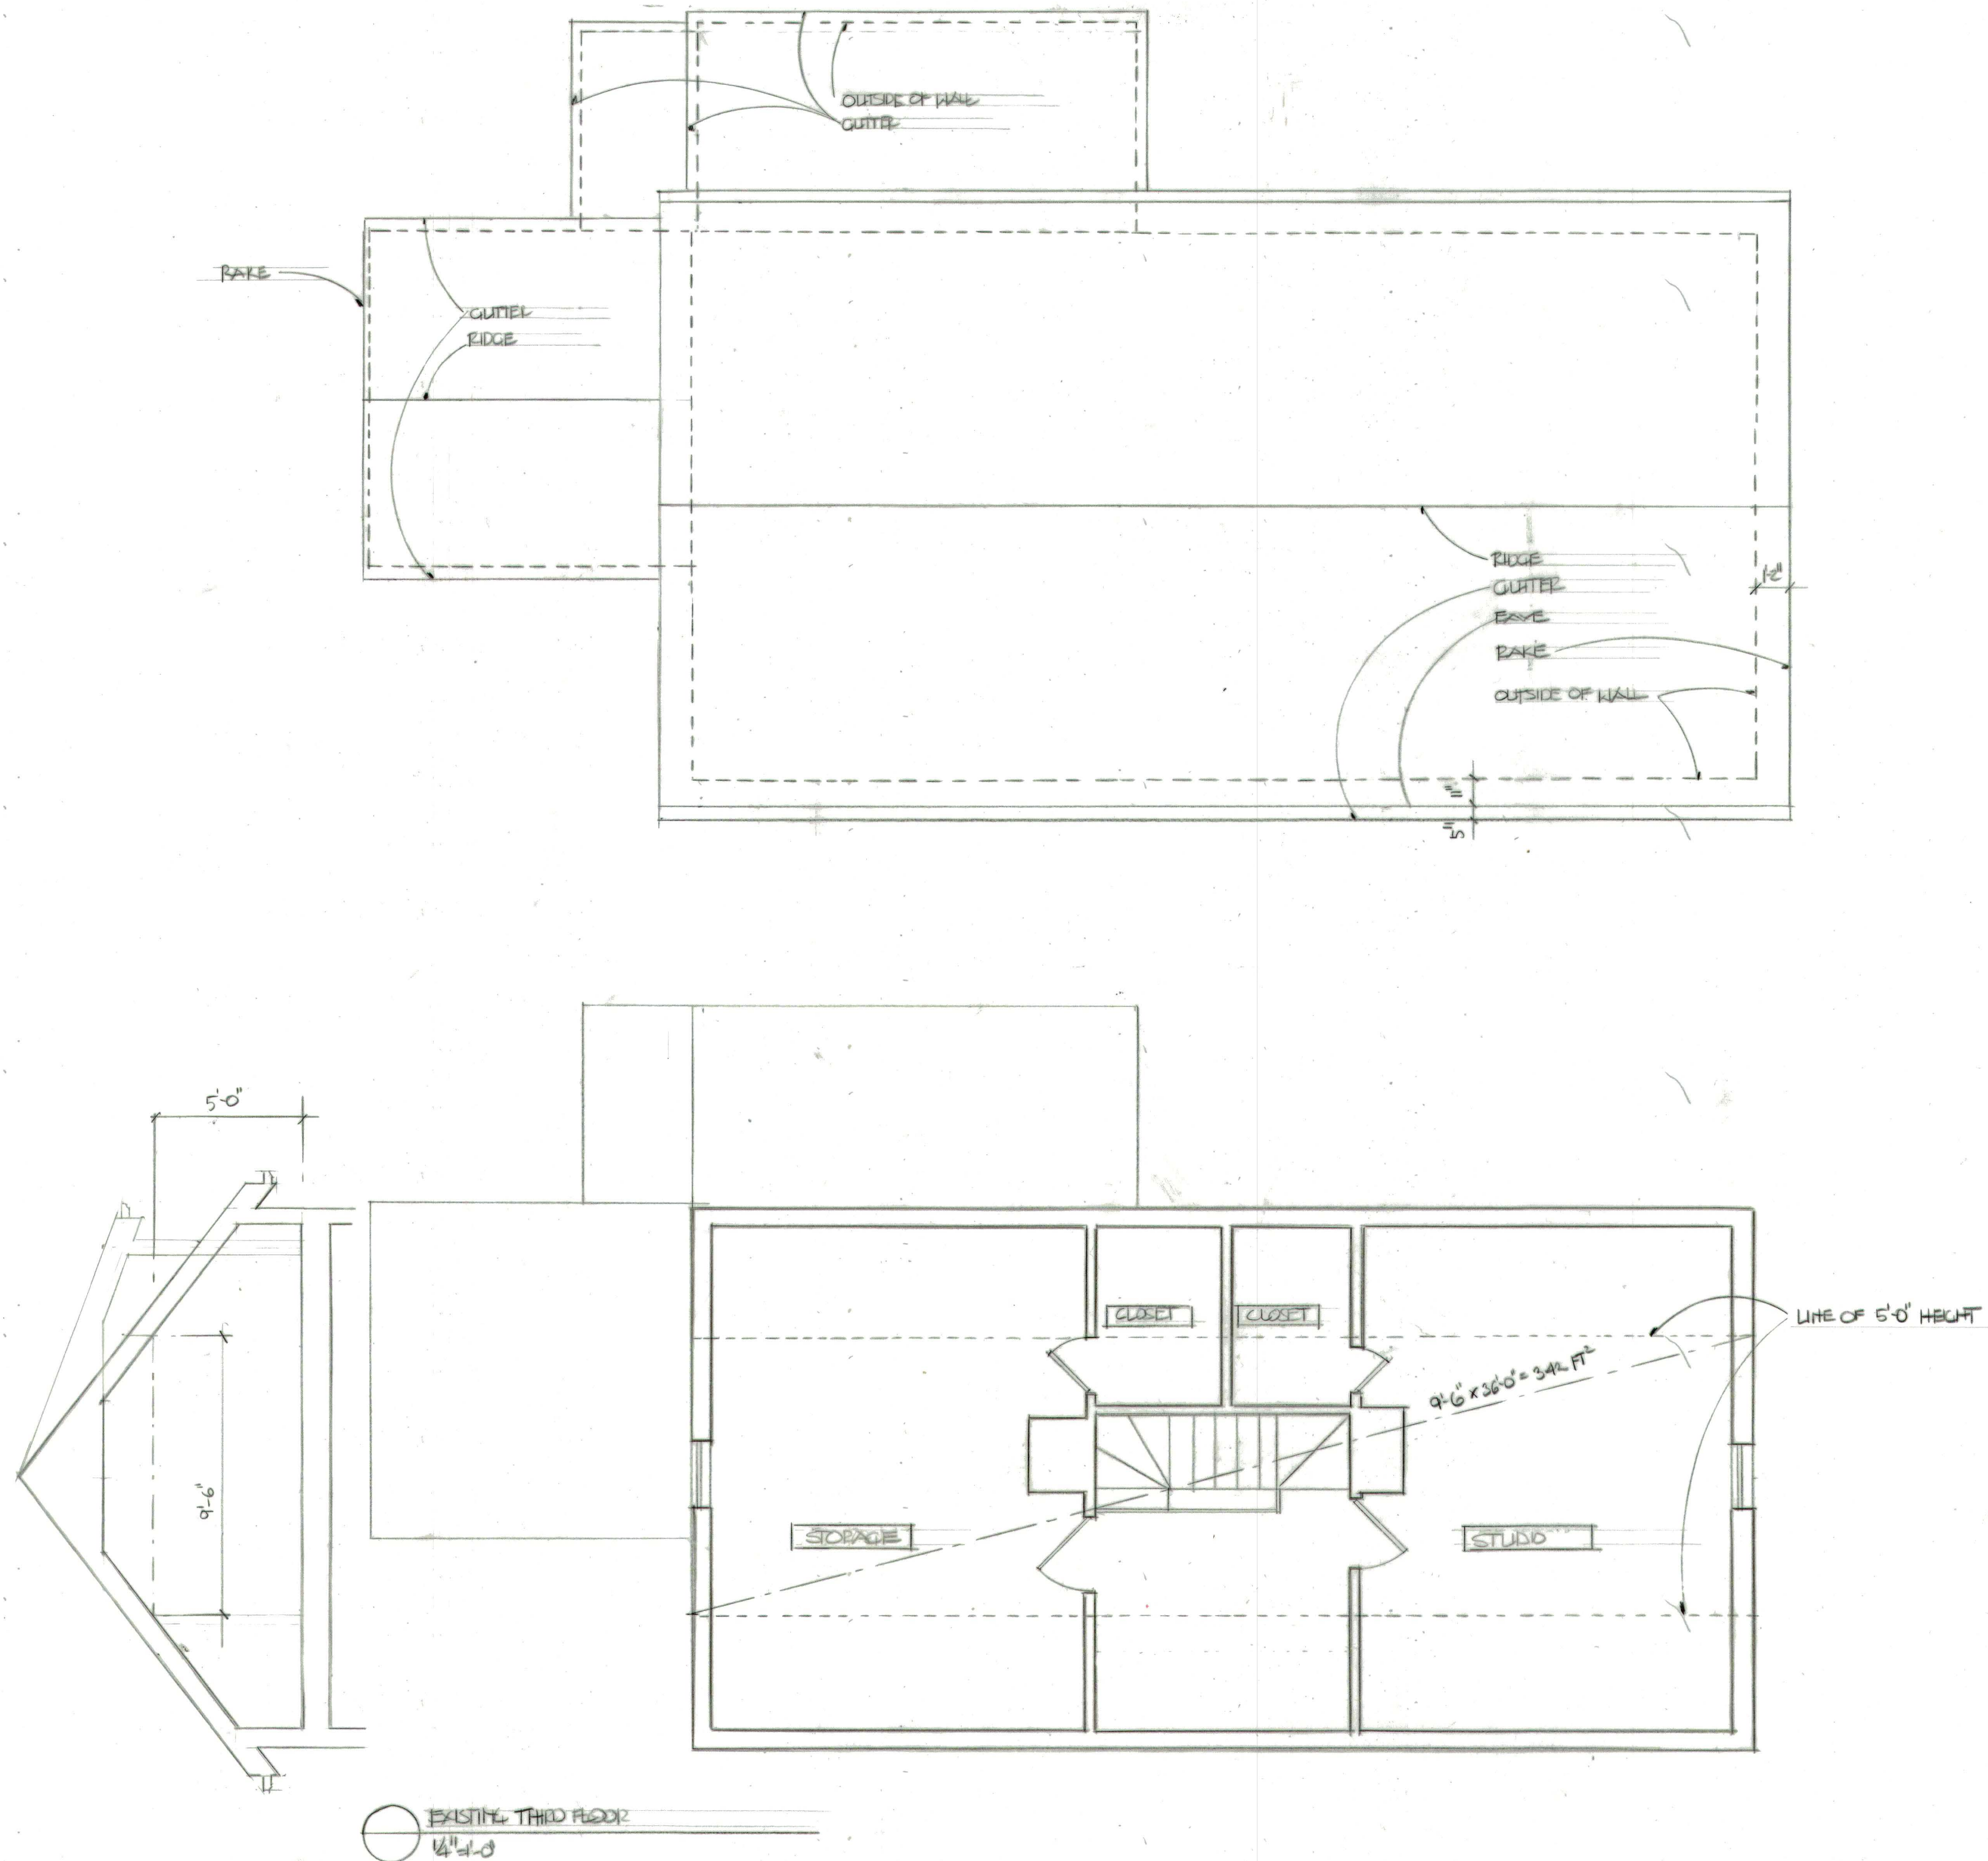 OUTSIDE OF WALL
GUTTER
RAKE
GUTTER
RIDGE
RIDGE
GUTTER
EAVE
RAKE
OUTSIDE OF WALL
1'-2"
11"
5"
5'-0"
9'-6"
CLOSET
CLOSET
LINE OF 5'-0" HEIGHT
9'-6" x 36'-0" = 342 FT²
STORAGE
STUDIO
EXISTING THIRD FLOOR
1/4"=1'-0"